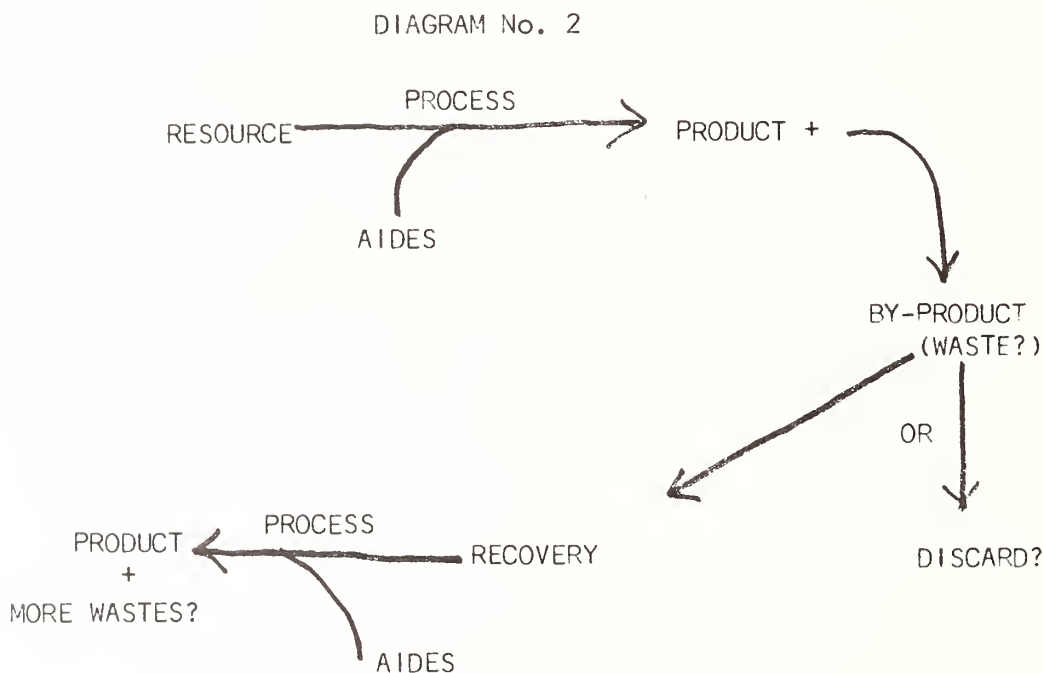 DIAGRAM No. 2
PROCESS
RESOURCE
PRODUCT +
AIDES
BY-PRODUCT
(WASTE?)
OR
DISCARD?
RECOVERY
PROCESS
AIDES
PRODUCT
+
MORE WASTES?